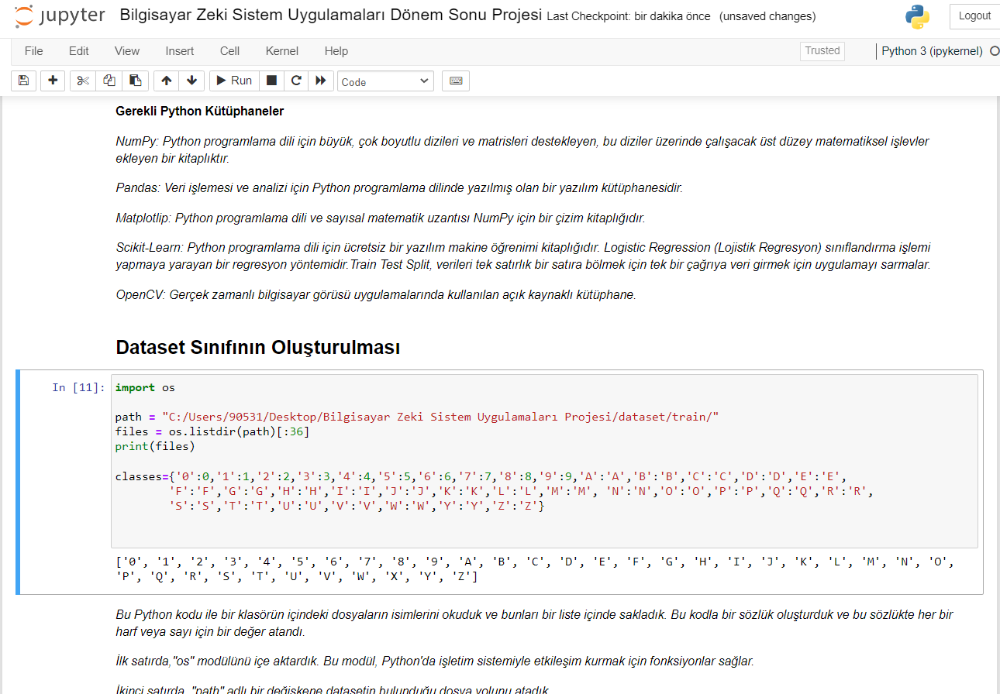 jupyter Bilgisayar Zeki Sistem Uygulamaları Dönem Sonu Projesi Last Checkpoint: bir dakika önce (unsaved changes) Logout
File Edit View Insert Cell Kernel Help Trusted Python 3 (ipykernel)
Run Code
Gerekli Python Kütüphaneler
NumPy: Python programlama dili için büyük, çok boyutlu dizileri ve matrisleri destekleyen, bu diziler üzerinde çalışacak üst düzey matematiksel işlevler
ekleyen bir kitaplıktır.
Pandas: Veri işlemesi ve analizi için Python programlama dilinde yazılmış olan bir yazılım kütüphanesidir.
Matplotlip: Python programlama dili ve sayısal matematik uzantısı NumPy için bir çizim kitaplığıdır.
Scikit-Learn: Python programlama dili için ücretsiz bir yazılım makine öğrenimi kitaplığıdır. Logistic Regression (Lojistik Regresyon) sınıflandırma işlemi
yapmaya yarayan bir regresyon yöntemidir.Train Test Split, verileri tek satırlık bir satıra bölmek için tek bir çağrıya veri girmek için uygulamayı sarmalar.
OpenCV: Gerçek zamanlı bilgisayar görüsü uygulamalarında kullanılan açık kaynaklı kütüphane.
Dataset Sınıfının Oluşturulması
In [11]: import os
path = "C:/Users/90531/Desktop/Bilgisayar Zeki Sistem Uygulamaları Projesi/dataset/train/"
files = os.listdir(path)[:36]
print(files)
classes={'0':0,'1':1,'2':2,'3':3,'4':4,'5':5,'6':6,'7':7,'8':8,'9':9,'A':'A','B':'B','C':'C','D':'D','E':'E',
'F':'F','G':'G','H':'H','I':'I','J':'J','K':'K','L':'L','M':'M', 'N':'N','O':'O','P':'P','Q':'Q','R':'R',
'S':'S','T':'T','U':'U','V':'V','W':'W','Y':'Y','Z':'Z'}
['0', '1', '2', '3', '4', '5', '6', '7', '8', '9', 'A', 'B', 'C', 'D', 'E', 'F', 'G', 'H', 'I', 'J', 'K', 'L', 'M', 'N', 'O',
'P', 'Q', 'R', 'S', 'T', 'U', 'V', 'W', 'X', 'Y', 'Z']
Bu Python kodu ile bir klasörün içindeki dosyaların isimlerini okuduk ve bunları bir liste içinde sakladık. Bu kodla bir sözlük oluşturduk ve bu sözlükte her bir
harf veya sayı için bir değer atandı.
İlk satırda,"os" modülünü içe aktardık. Bu modül, Python'da işletim sistemiyle etkileşim kurmak için fonksiyonlar sağlar.
İkinci satırda, "path" adlı bir değişkene datasetin bulunduğu dosya yolunu atadık.